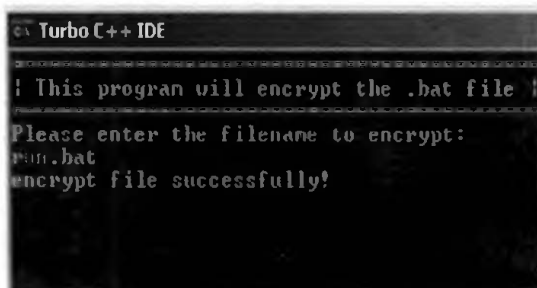 Turbo C++ IDE
| This program will encrypt the .bat file |
Please enter the filename to encrypt:
run.bat
encrypt file successfully!